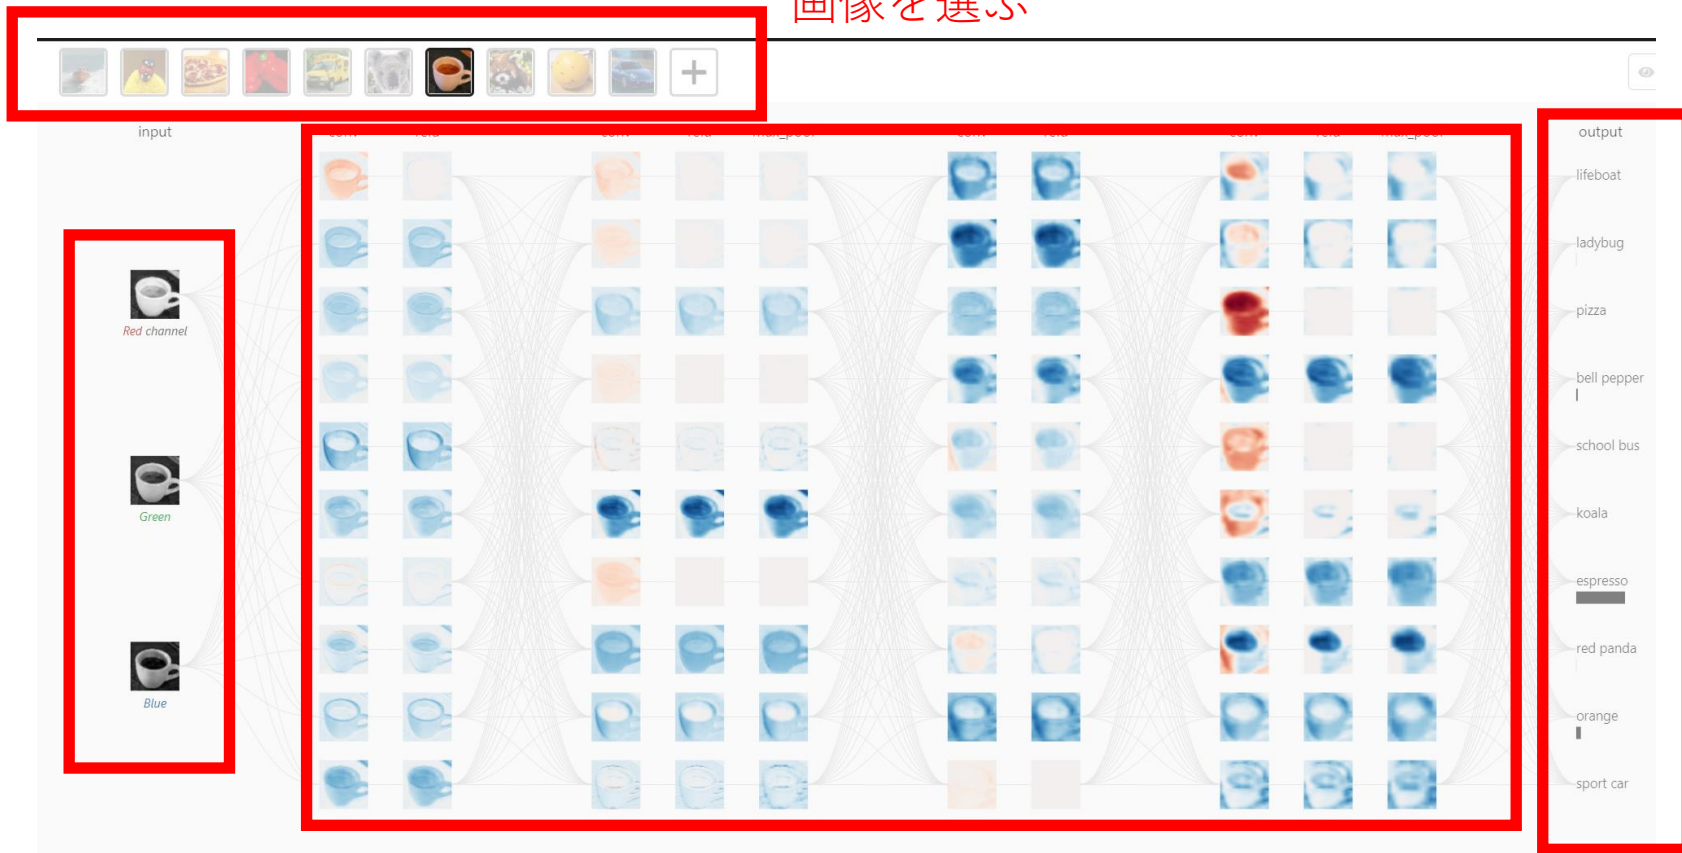 画像を選ぶ
input
output
Red channel
Green
Blue
lifeboat
ladybug
pizza
bell pepper
school bus
koala
espresso
red panda
orange
sport car